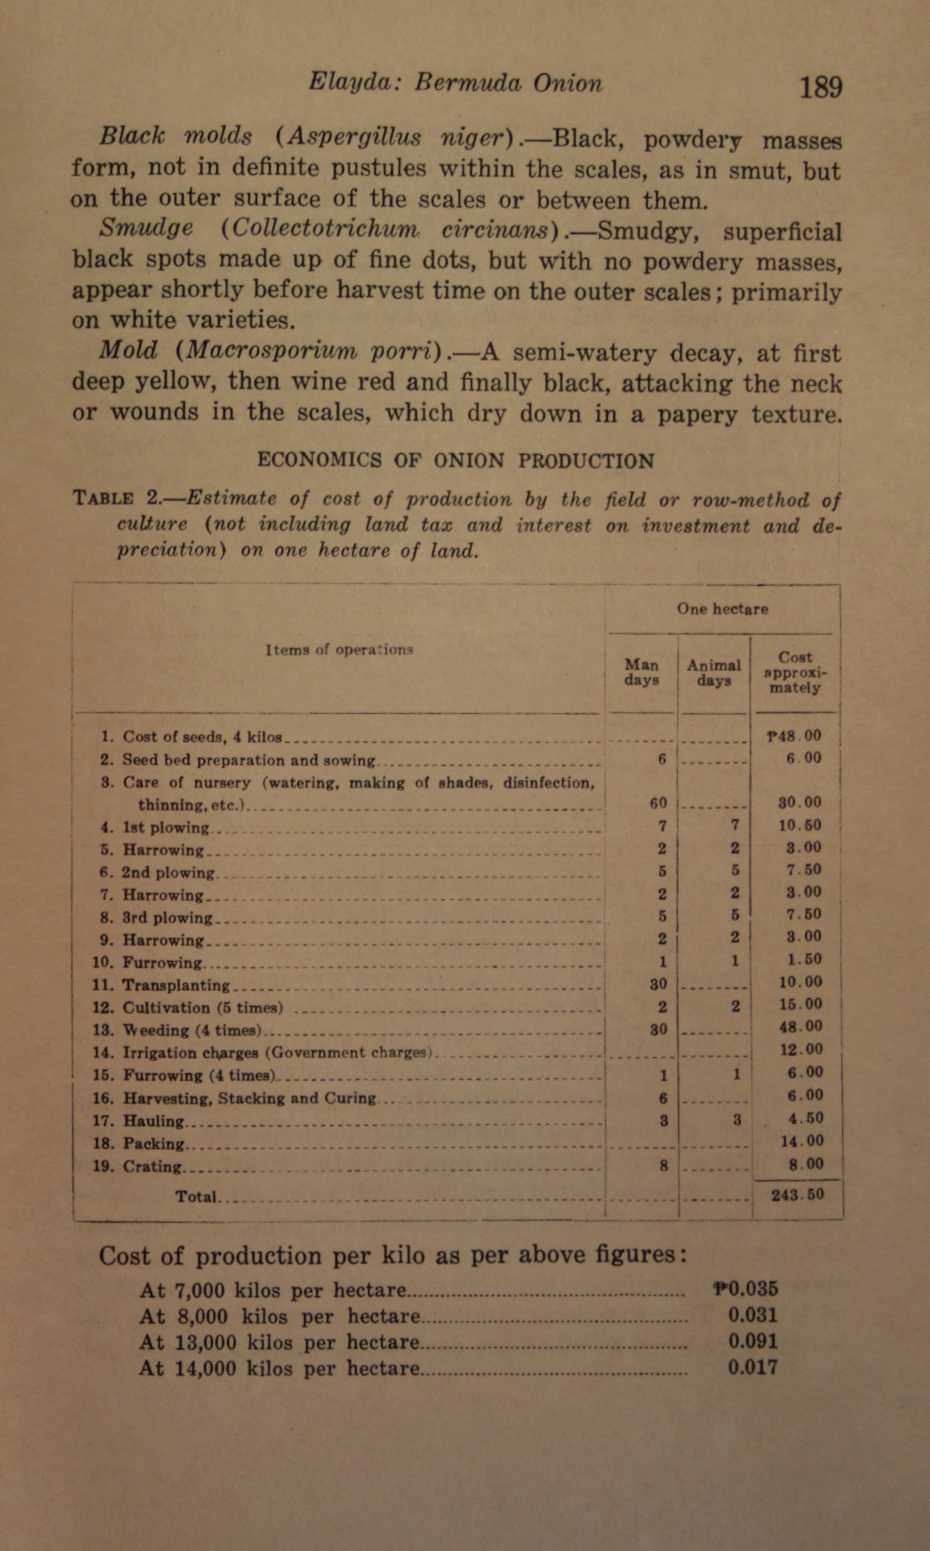 Elayda: Bermuda Onion 189
Black molds (Aspergillus niger).—Black, powdery masses
form, not in definite pustules within the scales, as in smut, but
on the outer surface of the scales or between them.
Smudge (Collectotrichum circinans).—Smudgy, superficial
black spots made up of fine dots, but with no powdery masses,
appear shortly before harvest time on the outer scales; primarily
on white varieties.
Mold (Macrosporium porri).—A semi-watery decay, at first
deep yellow, then wine red and finally black, attacking the neck
or wounds in the scales, which dry down in a papery texture.
ECONOMICS OF ONION PRODUCTION
TABLE 2.—Estimate of cost of production by the field or row-method of
culture (not including land tax and interest on investment and de-
preciation) on one hectare of land.
One hectare
Items of operations
Man days
Animal days
Cost approxi-mately
1. Cost of seeds, 4 kilos ₱48.00
2. Seed bed preparation and sowing 6 6.00
3. Care of nursery (watering, making of shades, disinfection,
thinning, etc.) 60 30.00
4. 1st plowing 7 7 10.50
5. Harrowing 2 2 3.00
6. 2nd plowing 5 5 7.50
7. Harrowing 2 2 3.00
8. 3rd plowing 5 5 7.50
9. Harrowing 2 2 3.00
10. Furrowing 1 1 1.50
11. Transplanting 30 10.00
12. Cultivation (5 times) 2 2 15.00
13. Weeding (4 times) 30 48.00
14. Irrigation charges (Government charges) 12.00
15. Furrowing (4 times) 1 1 6.00
16. Harvesting, Stacking and Curing 6 6.00
17. Hauling 3 3 4.50
18. Packing 14.00
19. Crating 8 8.00
Total 243.50
Cost of production per kilo as per above figures:
At 7,000 kilos per hectare ₱0.035
At 8,000 kilos per hectare 0.031
At 13,000 kilos per hectare 0.091
At 14,000 kilos per hectare 0.017